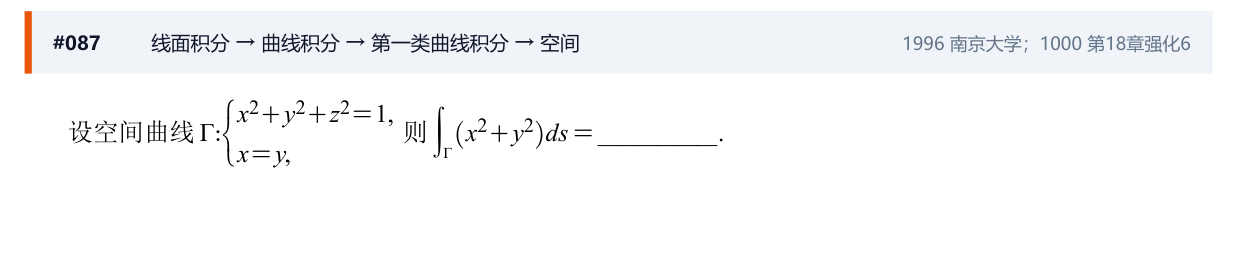 #087 线面积分 → 曲线积分 → 第一类曲线积分 → 空间 1996 南京大学；1000 第18章强化6
设空间曲线 Γ:{x²+y²+z²=1, x=y, 则 ∫_Γ (x²+y²)ds=________.